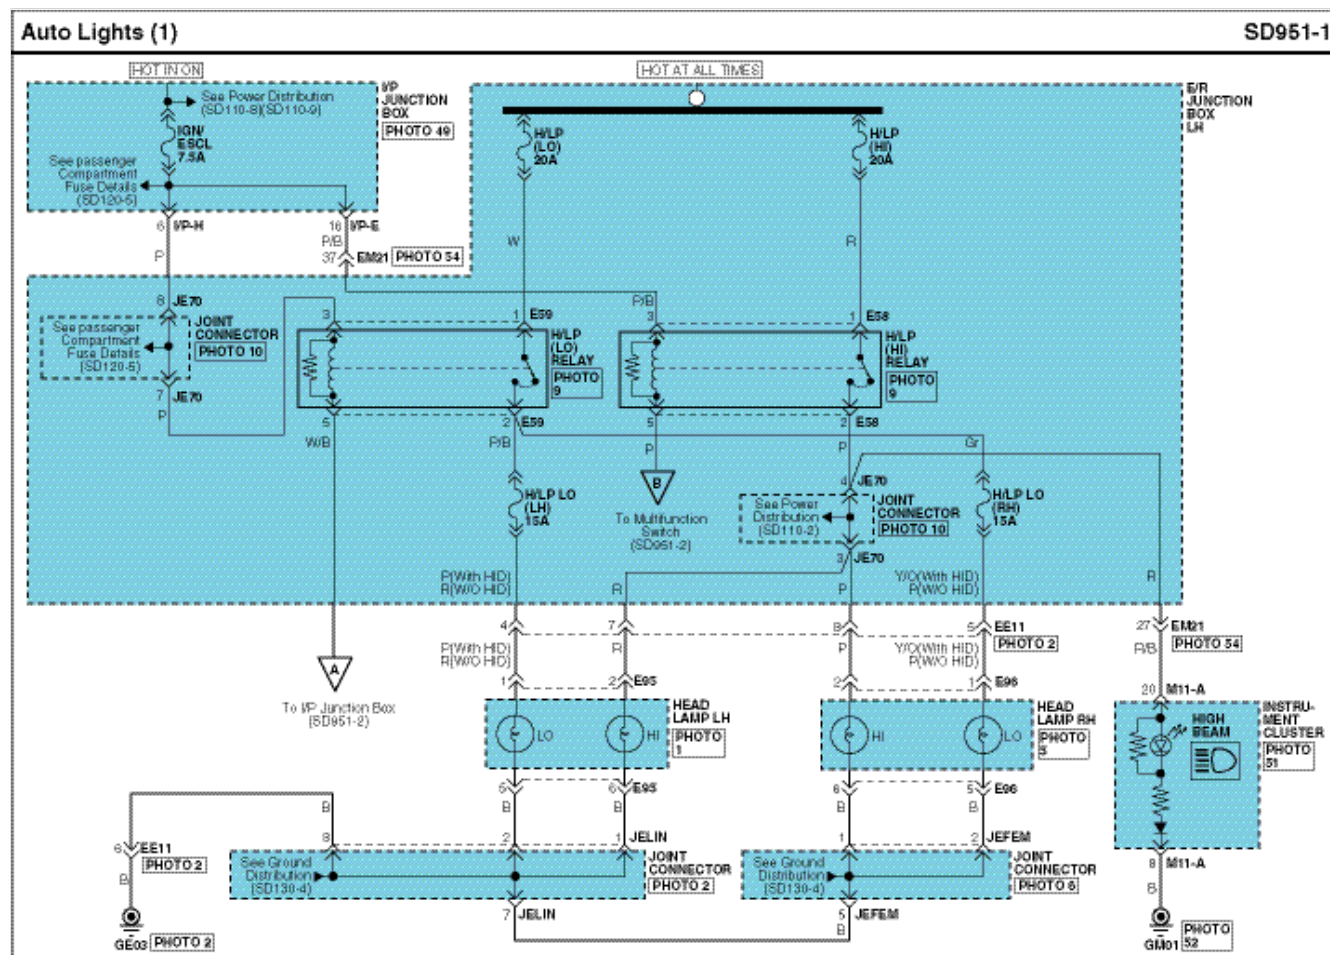 Auto Lights (1)
SD951-1
HOT IN ON
HOT AT ALL TIMES
See Power Distribution
(SD110-8)(SD110-9)
I/P
JUNCTION
BOX
PHOTO 49
IGN/
ESCL
7.5A
See passenger
Compartment
Fuse Details
(SD120-5)
E/R
JUNCTION
BOX
LH
H/LP
(LO)
20A
H/LP
(HI)
20A
6
I/P-H
16
I/P-E
P/B
37
EM21
PHOTO 54
P
W
R
8
JE70
See passenger
Compartment
Fuse Details
(SD120-5)
JOINT
CONNECTOR
PHOTO 10
7
JE70
P
3
1
E59
H/LP
(LO)
RELAY
PHOTO
9
P/B
3
1
E58
H/LP
(HI)
RELAY
PHOTO
9
5
2
E59
5
2
E58
W/B
P/B
P
P
Gr
H/LP LO
(LH)
15A
B
To Multifunction
Switch
(SD951-2)
4
JE70
See Power
Distribution
(SD110-2)
JOINT
CONNECTOR
PHOTO 10
3
JE70
H/LP LO
(RH)
15A
P(With HID)
R(W/O HID)
R
P
Y/O(With HID)
P(W/O HID)
R
4
7
8
5
EE11
PHOTO 2
27
EM21
PHOTO 54
P(With HID)
R(W/O HID)
R
P
Y/O(With HID)
P(W/O HID)
R/B
A
To I/P Junction Box
(SD951-2)
1
2
E95
2
1
E96
20
M11-A
LO
HI
HEAD
LAMP LH
PHOTO
1
HI
LO
HEAD
LAMP RH
PHOTO
5
HIGH
BEAM
INSTRU-
MENT
CLUSTER
PHOTO
51
5
6
E95
6
5
E96
B
B
B
B
B
8
2
1
JELIN
1
2
JEFEM
6
EE11
PHOTO 2
B
See Ground
Distribution
(SD130-4)
JOINT
CONNECTOR
PHOTO 2
See Ground
Distribution
(SD130-4)
JOINT
CONNECTOR
PHOTO 6
8
M11-A
B
7
JELIN
5
JEFEM
B
GE03
PHOTO 2
GM01
PHOTO
52